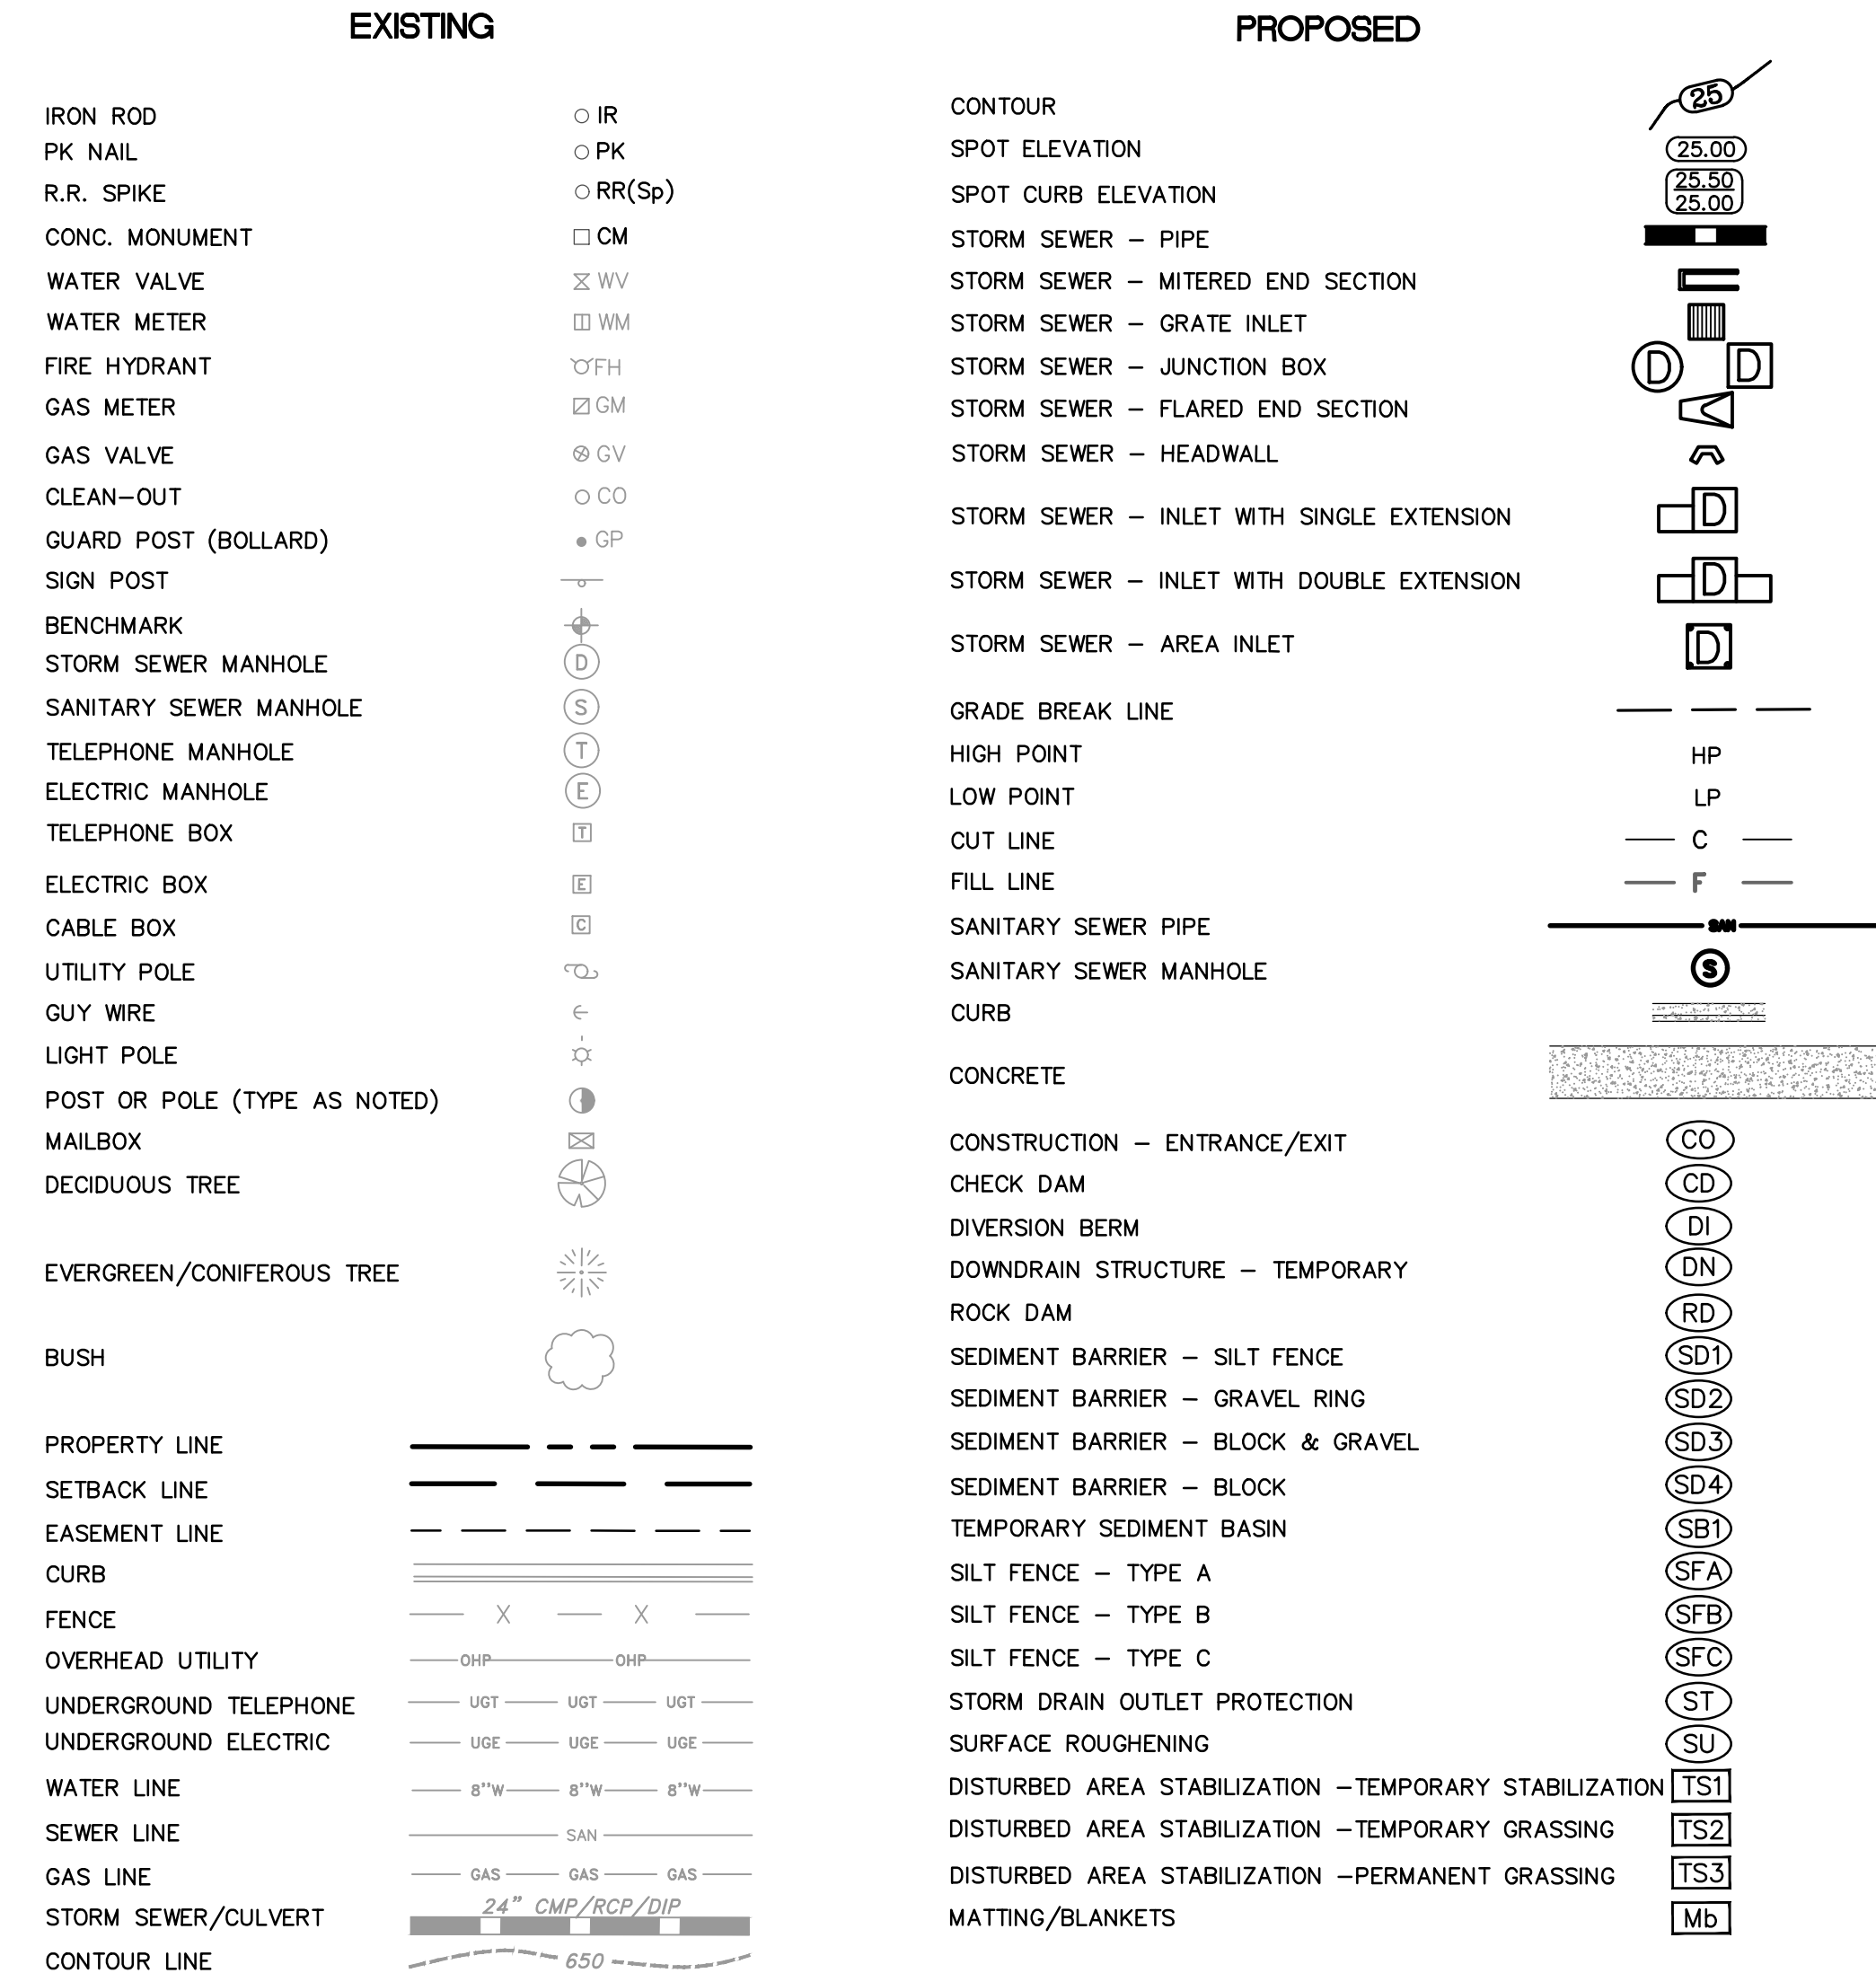 EXISTING
IRON ROD IR
PK NAIL PK
R.R. SPIKE RR(Sp)
CONC. MONUMENT CM
WATER VALVE WV
WATER METER WM
FIRE HYDRANT FH
GAS METER GM
GAS VALVE GV
CLEAN-OUT CO
GUARD POST (BOLLARD) GP
SIGN POST
BENCHMARK
STORM SEWER MANHOLE D
SANITARY SEWER MANHOLE S
TELEPHONE MANHOLE T
ELECTRIC MANHOLE E
TELEPHONE BOX T
ELECTRIC BOX E
CABLE BOX C
UTILITY POLE
GUY WIRE
LIGHT POLE
POST OR POLE (TYPE AS NOTED)
MAILBOX
DECIDUOUS TREE
EVERGREEN/CONIFEROUS TREE
BUSH
PROPERTY LINE
SETBACK LINE
EASEMENT LINE
CURB
FENCE X X
OVERHEAD UTILITY OHP OHP
UNDERGROUND TELEPHONE UGT UGT UGT
UNDERGROUND ELECTRIC UGE UGE UGE
WATER LINE 8"W 8"W 8"W
SEWER LINE SAN
GAS LINE GAS GAS GAS
24" CMP/RCP/DIP
STORM SEWER/CULVERT
CONTOUR LINE 650
PROPOSED
CONTOUR 25
SPOT ELEVATION 25.00
25.50
SPOT CURB ELEVATION
25.00
STORM SEWER - PIPE
STORM SEWER - MITERED END SECTION
STORM SEWER - GRATE INLET
STORM SEWER - JUNCTION BOX D D
STORM SEWER - FLARED END SECTION
STORM SEWER - HEADWALL
STORM SEWER - INLET WITH SINGLE EXTENSION D
STORM SEWER - INLET WITH DOUBLE EXTENSION D
STORM SEWER - AREA INLET D
GRADE BREAK LINE
HIGH POINT HP
LOW POINT LP
CUT LINE C
FILL LINE F
SANITARY SEWER PIPE SAN
SANITARY SEWER MANHOLE S
CURB
CONCRETE
CONSTRUCTION - ENTRANCE/EXIT CO
CHECK DAM CD
DIVERSION BERM DI
DOWNDRAIN STRUCTURE - TEMPORARY DN
ROCK DAM RD
SEDIMENT BARRIER - SILT FENCE SD1
SEDIMENT BARRIER - GRAVEL RING SD2
SEDIMENT BARRIER - BLOCK & GRAVEL SD3
SEDIMENT BARRIER - BLOCK SD4
TEMPORARY SEDIMENT BASIN SB1
SILT FENCE - TYPE A SFA
SILT FENCE - TYPE B SFB
SILT FENCE - TYPE C SFC
STORM DRAIN OUTLET PROTECTION ST
SURFACE ROUGHENING SU
DISTURBED AREA STABILIZATION -TEMPORARY STABILIZATION TS1
DISTURBED AREA STABILIZATION -TEMPORARY GRASSING TS2
DISTURBED AREA STABILIZATION -PERMANENT GRASSING TS3
MATTING/BLANKETS Mb